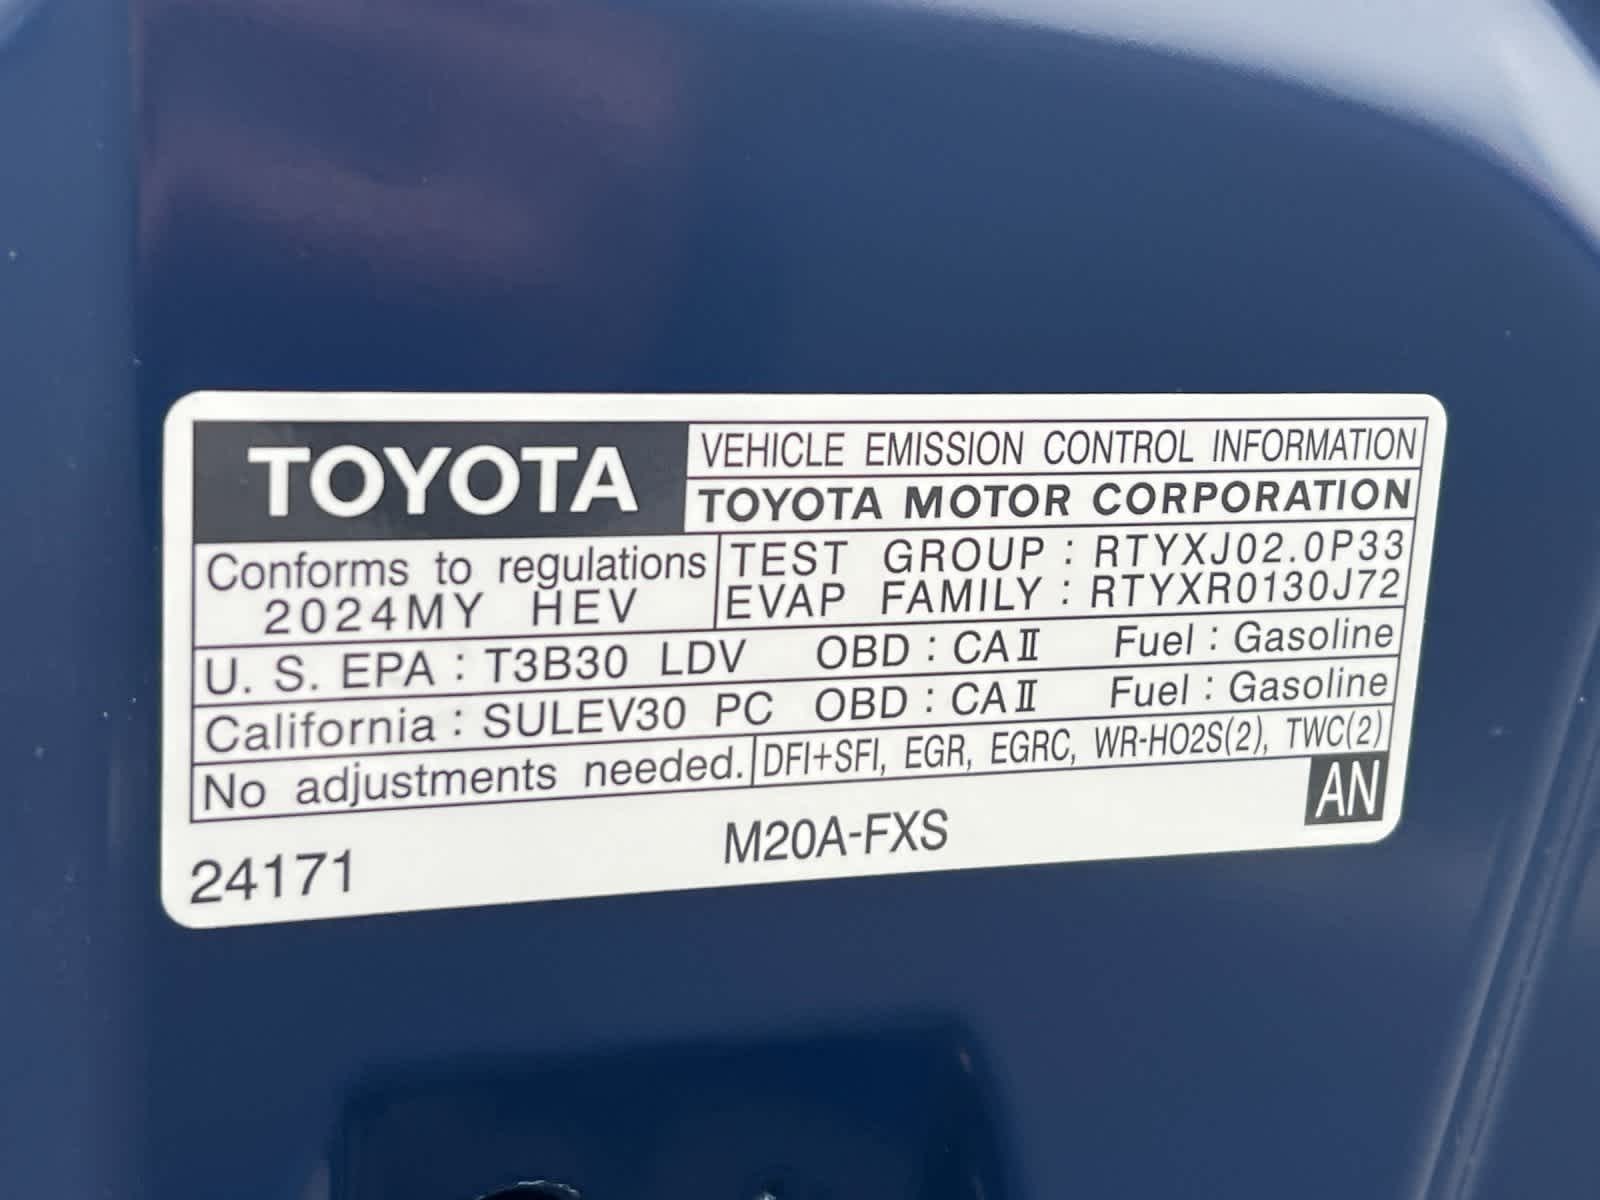 TOYOTA
VEHICLE EMISSION CONTROL INFORMATION
TOYOTA MOTOR CORPORATION
Conforms to regulations
2024MY HEV
TEST GROUP : RTYXJ02.0P33
EVAP FAMILY : RTYXR0130J72
U. S. EPA : T3B30 LDV OBD : CAⅡ Fuel : Gasoline
California : SULEV30 PC OBD : CAⅡ Fuel : Gasoline
No adjustments needed. DFI+SFI, EGR, EGRC, WR-HO2S(2), TWC(2)
AN
24171 M20A-FXS